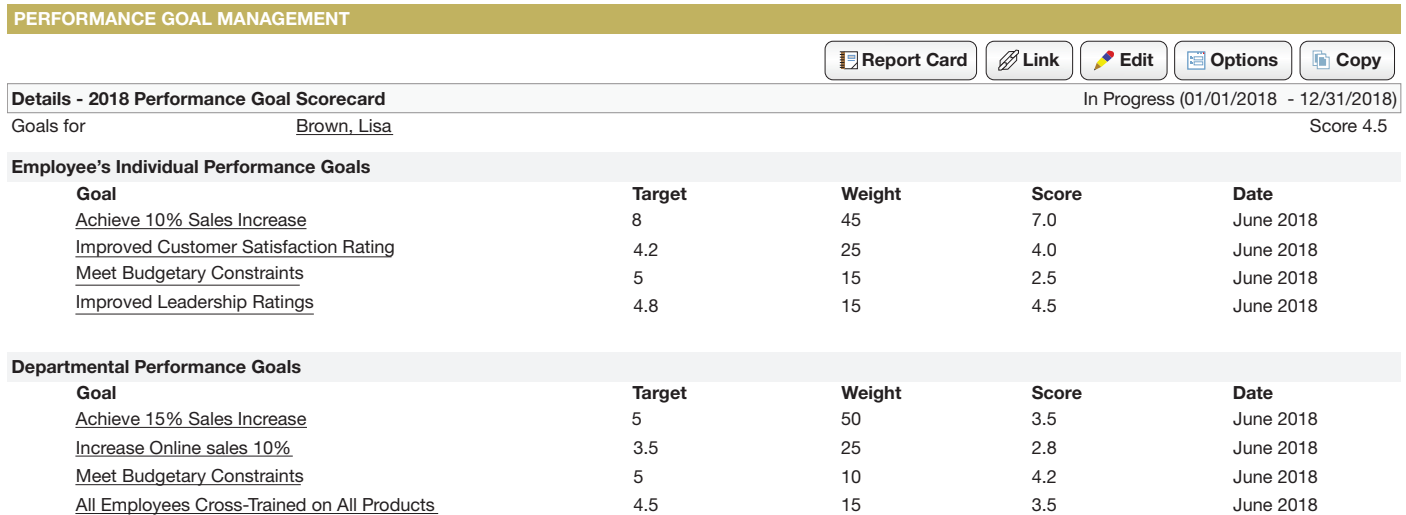 PERFORMANCE GOAL MANAGEMENT
Report Card Link Edit Options Copy
Details - 2018 Performance Goal Scorecard In Progress (01/01/2018 - 12/31/2018)
Goals for Brown, Lisa Score 4.5
Employee’s Individual Performance Goals
Goal Target Weight Score Date
Achieve 10% Sales Increase 8 45 7.0 June 2018
Improved Customer Satisfaction Rating 4.2 25 4.0 June 2018
Meet Budgetary Constraints 5 15 2.5 June 2018
Improved Leadership Ratings 4.8 15 4.5 June 2018
Departmental Performance Goals
Goal Target Weight Score Date
Achieve 15% Sales Increase 5 50 3.5 June 2018
Increase Online sales 10% 3.5 25 2.8 June 2018
Meet Budgetary Constraints 5 10 4.2 June 2018
All Employees Cross-Trained on All Products 4.5 15 3.5 June 2018